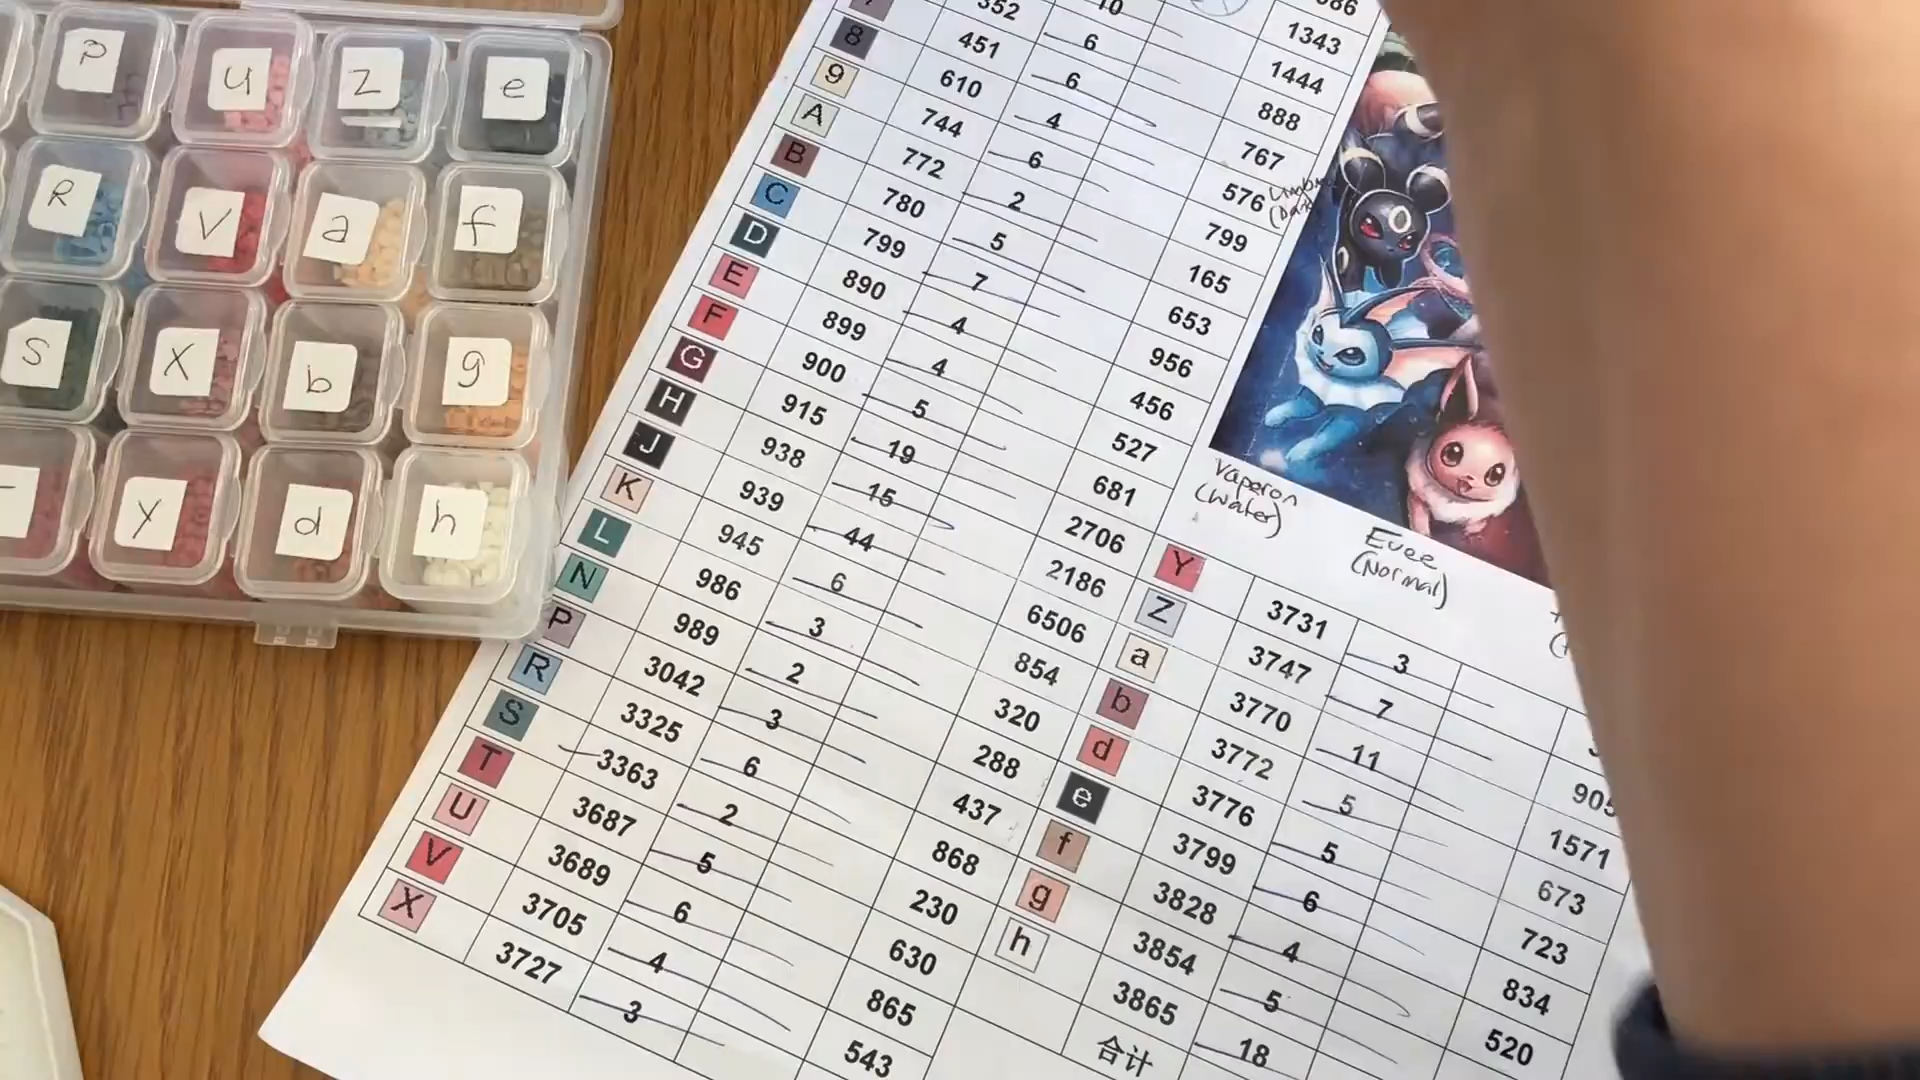 P u z e
R V a f
S X b g
y d h
10 1444
352 6 888
7 451 6 767
8 610 4 576
9 744 6 799
A 772 2 165
B 780 5 653
C 799 7 956
D 890 4 456
E 899 4 527
F 900 5 681
G 915 19 2706
H 938 15 2186
J 939 44 6506
K 945 6 854
L 986 3 320
N 989 2 288
P 3042 3 437
R 3325 6 868
S 3363 2 230
T 3687 5 630
U 3689 6 865
V 3705 4 543
X 3727 3
1343
Vaperon
(Water)
Evee
(Normal)
Y 3731 3
Z 3747 7 905
a 3770 11 1571
b 3772 5 673
d 3776 5 723
e 3799 6 834
f 3828 4 520
g 3854 5
h 3865 18
合计